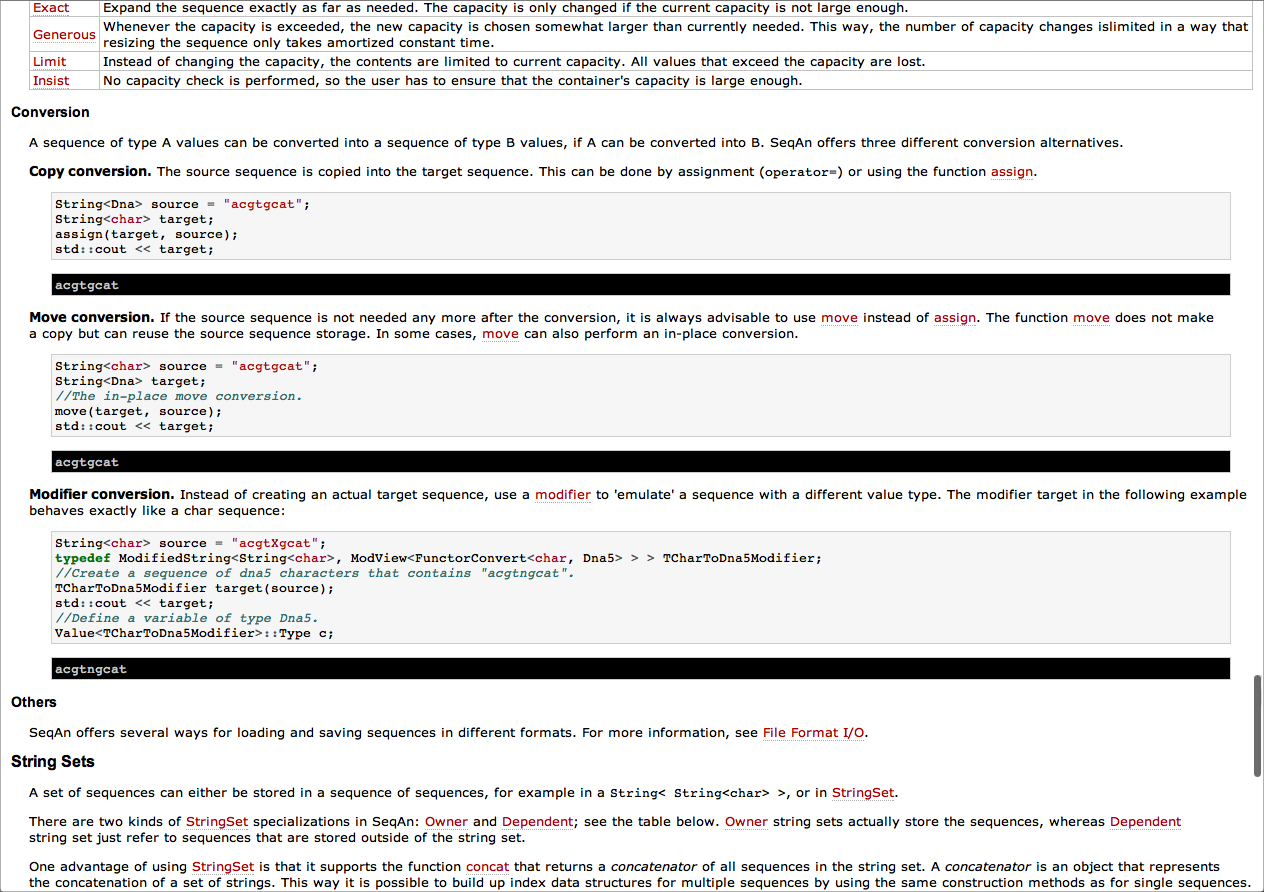 Exact Expand the sequence exactly as far as needed. The capacity is only changed if the current capacity is not large enough.
Generous Whenever the capacity is exceeded, the new capacity is chosen somewhat larger than currently needed. This way, the number of capacity changes islimited in a way that
resizing the sequence only takes amortized constant time.
Limit Instead of changing the capacity, the contents are limited to current capacity. All values that exceed the capacity are lost.
Insist No capacity check is performed, so the user has to ensure that the container's capacity is large enough.
Conversion
A sequence of type A values can be converted into a sequence of type B values, if A can be converted into B. SeqAn offers three different conversion alternatives.
Copy conversion. The source sequence is copied into the target sequence. This can be done by assignment (operator=) or using the function assign.
String<Dna> source = "acgtgcat";
String<char> target;
assign(target, source);
std::cout << target;
acgtgcat
Move conversion. If the source sequence is not needed any more after the conversion, it is always advisable to use move instead of assign. The function move does not make
a copy but can reuse the source sequence storage. In some cases, move can also perform an in-place conversion.
String<char> source = "acgtgcat";
String<Dna> target;
//The in-place move conversion.
move(target, source);
std::cout << target;
acgtgcat
Modifier conversion. Instead of creating an actual target sequence, use a modifier to 'emulate' a sequence with a different value type. The modifier target in the following example
behaves exactly like a char sequence:
String<char> source = "acgtXgcat";
typedef ModifiedString<String<char>, ModView<FunctorConvert<char, Dna5> > > TCharToDna5Modifier;
//Create a sequence of dna5 characters that contains "acgtngcat".
TCharToDna5Modifier target(source);
std::cout << target;
//Define a variable of type Dna5.
Value<TCharToDna5Modifier>::Type c;
acgtngcat
Others
SeqAn offers several ways for loading and saving sequences in different formats. For more information, see File Format I/O.
String Sets
A set of sequences can either be stored in a sequence of sequences, for example in a String< String<char> >, or in StringSet.
There are two kinds of StringSet specializations in SeqAn: Owner and Dependent; see the table below. Owner string sets actually store the sequences, whereas Dependent
string set just refer to sequences that are stored outside of the string set.
One advantage of using StringSet is that it supports the function concat that returns a concatenator of all sequences in the string set. A concatenator is an object that represents
the concatenation of a set of strings. This way it is possible to build up index data structures for multiple sequences by using the same construction methods as for single sequences.